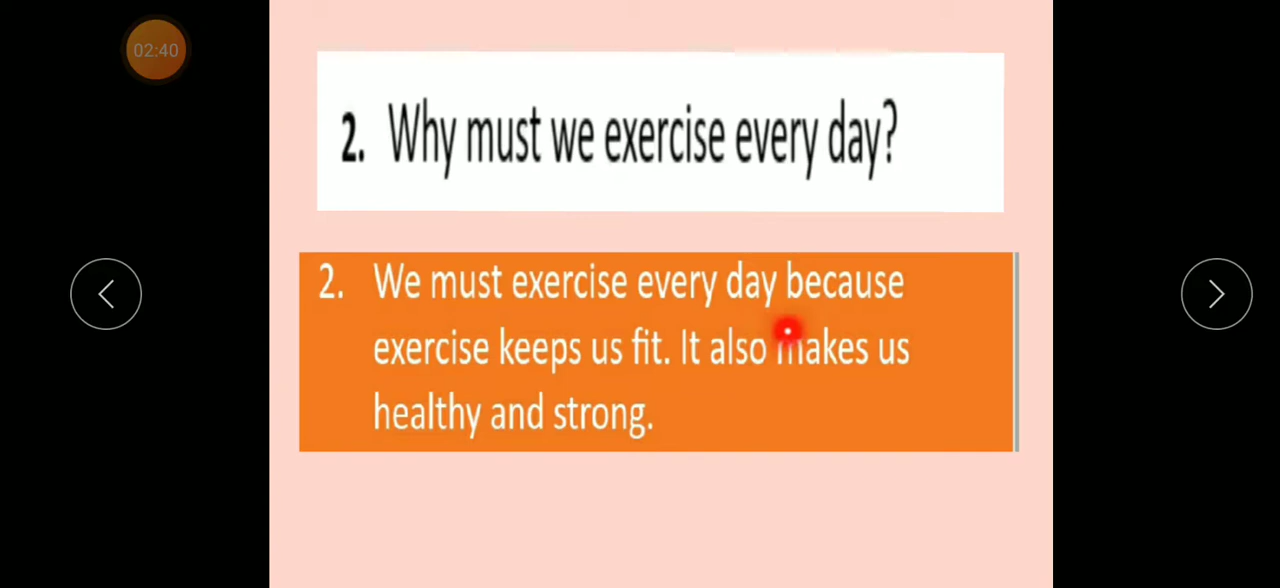 02:40
2. Why must we exercise every day?
2. We must exercise every day because
exercise keeps us fit. It also makes us
healthy and strong.